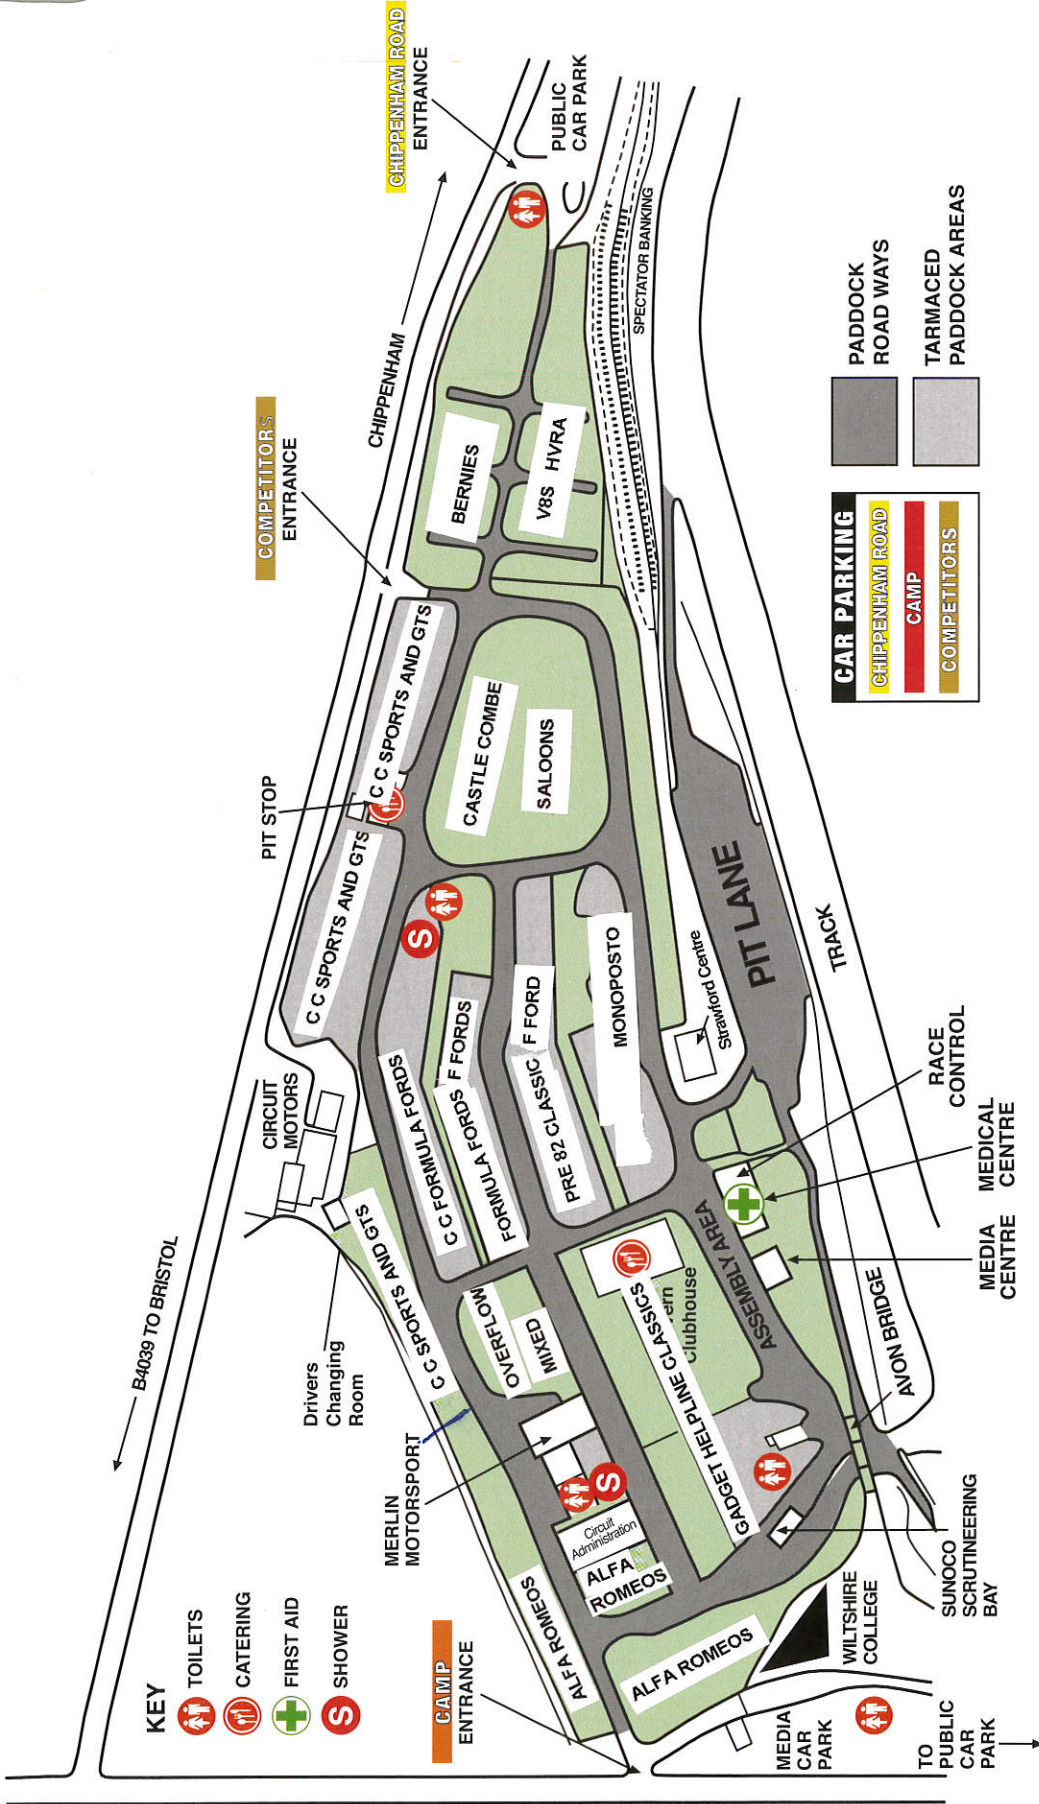 KEY
TOILETS
CATERING
FIRST AID
S
SHOWER
B4039 TO BRISTOL
CHIPPENHAM
CHIPPENHAM ROAD
ENTRANCE
PUBLIC
CAR PARK
COMPETITORS
ENTRANCE
PIT STOP
CIRCUIT
MOTORS
Drivers
Changing
Room
MERLIN
MOTORSPORT
CAMP
ENTRANCE
C C SPORTS AND GTS
C C SPORTS AND GTS
C C SPORTS AND GTS
BERNIES
V8S HVRA
SPECTATOR BANKING
CASTLE COMBE
SALOONS
S
C C FORMULA FORDS
FORMULA FORDS
F FORDS
PRE 82 CLASSIC
F FORD
MONOPOSTO
OVERFLOW
MIXED
S
Circuit
Administration
ALFA
ROMEOS
ALFA ROMEOS
ALFA ROMEOS
GADGET HELPLINE CLASSICS
Clubhouse
ASSEMBLY AREA
Strawford Centre
PIT LANE
TRACK
RACE
CONTROL
MEDICAL
CENTRE
MEDIA
CENTRE
AVON BRIDGE
SUNOCO
SCRUTINEERING
BAY
WILTSHIRE
COLLEGE
MEDIA
CAR
PARK
TO
PUBLIC
CAR
PARK
CAR PARKING
CHIPPENHAM ROAD
CAMP
COMPETITORS
PADDOCK
ROAD WAYS
TARMACED
PADDOCK AREAS